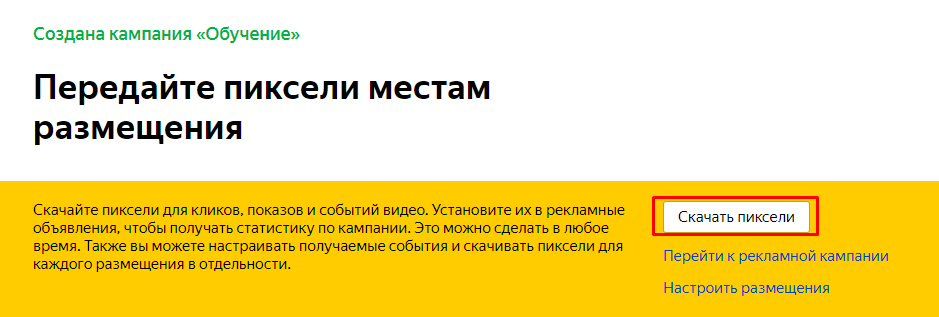 Создана кампания «Обучение»
Передайте пиксели местам
размещения
Скачайте пиксели для кликов, показов и событий видео. Установите их в рекламные
объявления, чтобы получать статистику по кампании. Это можно сделать в любое
время. Также вы можете настраивать получаемые события и скачивать пиксели для
каждого размещения в отдельности.
Скачать пиксели
Перейти к рекламной кампании
Настроить размещения